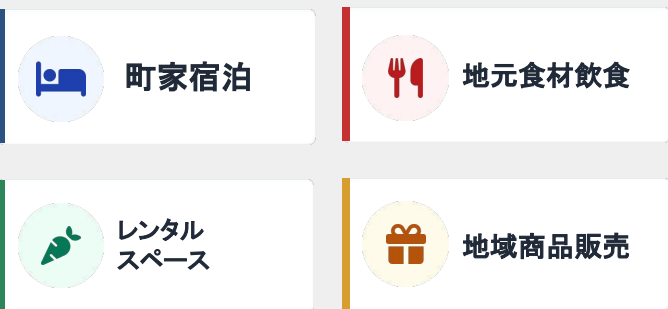 町家宿泊
地元食材飲食
レンタル
スペース
地域商品販売